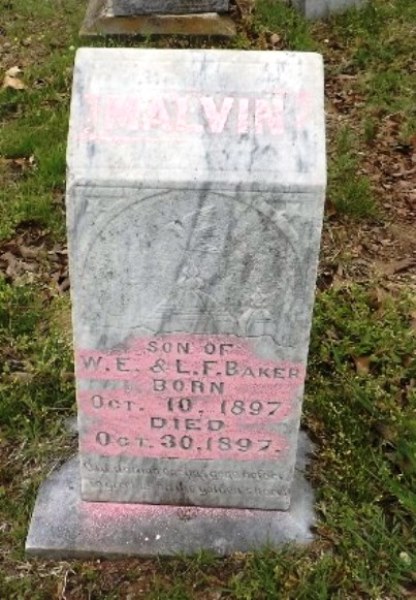 MALVIN
SON OF
W. E. & L. F. BAKER
BORN
OCT. 10, 1897
DIED
OCT. 30, 1897.